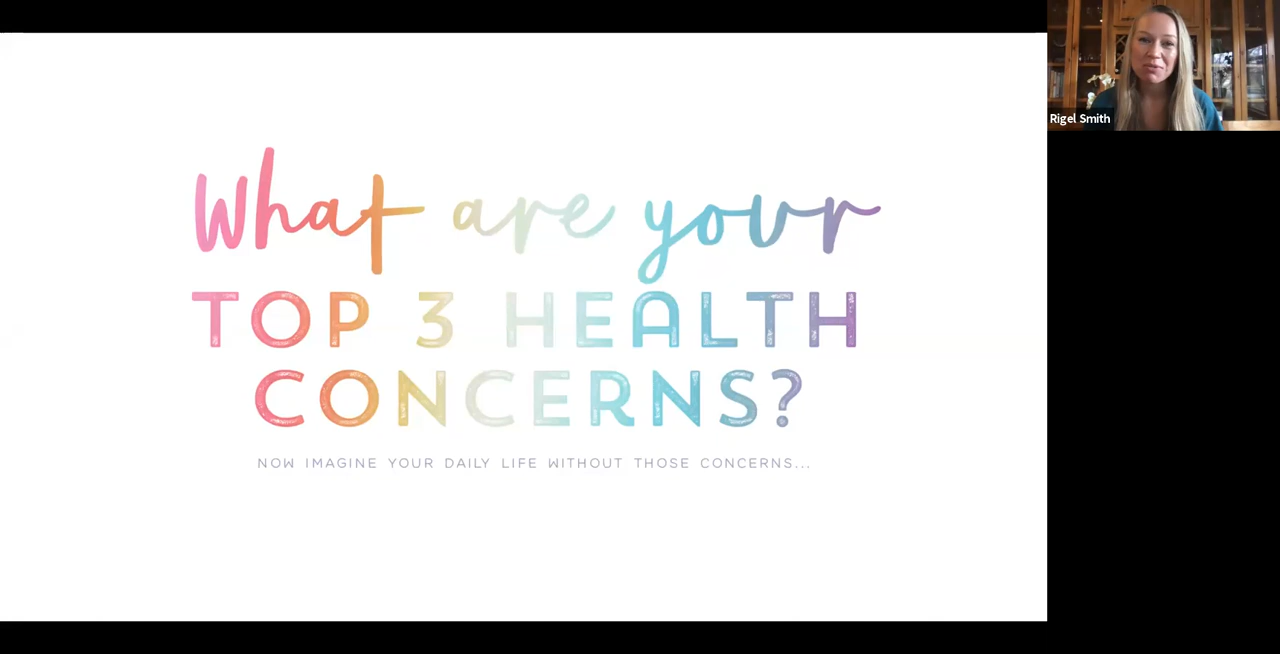 What are your
TOP 3 HEALTH
CONCERNS?
NOW IMAGINE YOUR DAILY LIFE WITHOUT THOSE CONCERNS...
Rigel Smith